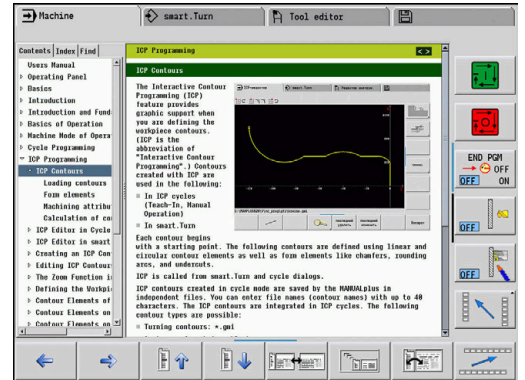 Machine
smart.Turn
Tool editor
Contents Index Find
Users Manual
Operating Panel
Basics
Introduction
Introduction and Fund
Basics of Operation
Machine Mode of Opera
Cycle Programming
ICP Programming
ICP Contours
Loading contours
Form elements
Machining attribu
Calculation of co
ICP Editor in Cycle
ICP Editor in smart
Creating an ICP Con
Editing ICP Contour
The Zoom Function i
Defining the Workpi
Contour Elements of
Contour Elements on
Contour Elements on
ICP Programming
ICP Contours
The Interactive Contour
Programming (ICP)
feature provides
graphic support when
you are defining the
workpiece contours.
(ICP is the
abbreviation of
"Interactive Contour
Programming".) Contours
created with ICP are
used in the following:
In ICP cycles
(Teach-In, Manual
Operation)
In smart.Turn
Each contour begins
with a starting point. The following contours are defined using linear and
circular contour elements as well as form elements like chamfers, rounding
arcs, and undercuts.
ICP is called from smart.Turn and cycle dialogs.
ICP contours created in cycle mode are saved by the MANUALplus in
independent files. You can enter file names (contour names) with up to 40
characters. The ICP contours are integrated in ICP cycles. The following
contour types are possible:
Turning contours: *.gmi
END PGM
OFF
OFF ON
OFF
OFF